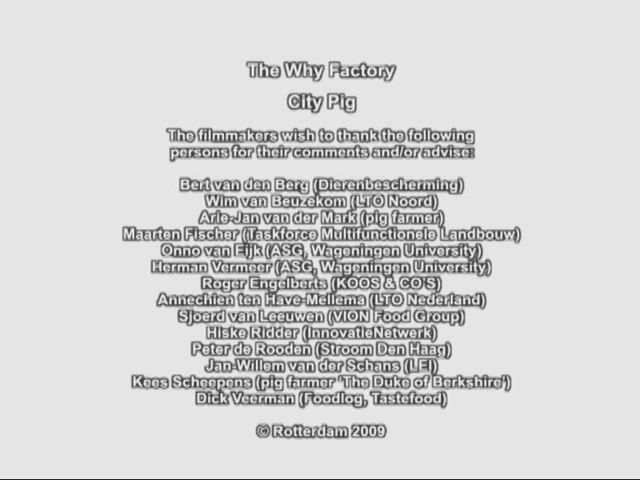 The Why Factory
City Pig
The filmmakers wish to thank the following
persons for their comments and/or advise:
Bert van den Berg (Dierenbescherming)
Wim van Beuzekom (LTO Noord)
Arie-Jan van der Mark (pig farmer)
Maarten Fischer (Taskforce Multifunctionele Landbouw)
Onno van Eijk (ASG, Wageningen University)
Herman Vermeer (ASG, Wageningen University)
Roger Engelberts (KOOS & CO'S)
Annechien ten Have-Mellema (LTO Nederland)
Sjoerd van Leeuwen (VION Food Group)
Hiske Ridder (InnovatieNetwerk)
Peter de Rooden (Stroom Den Haag)
Jan-Willem van der Schans (LEI)
Kees Scheepens (pig farmer 'The Duke of Berkshire')
Dick Veerman (Foodlog, Tastefood)
© Rotterdam 2009